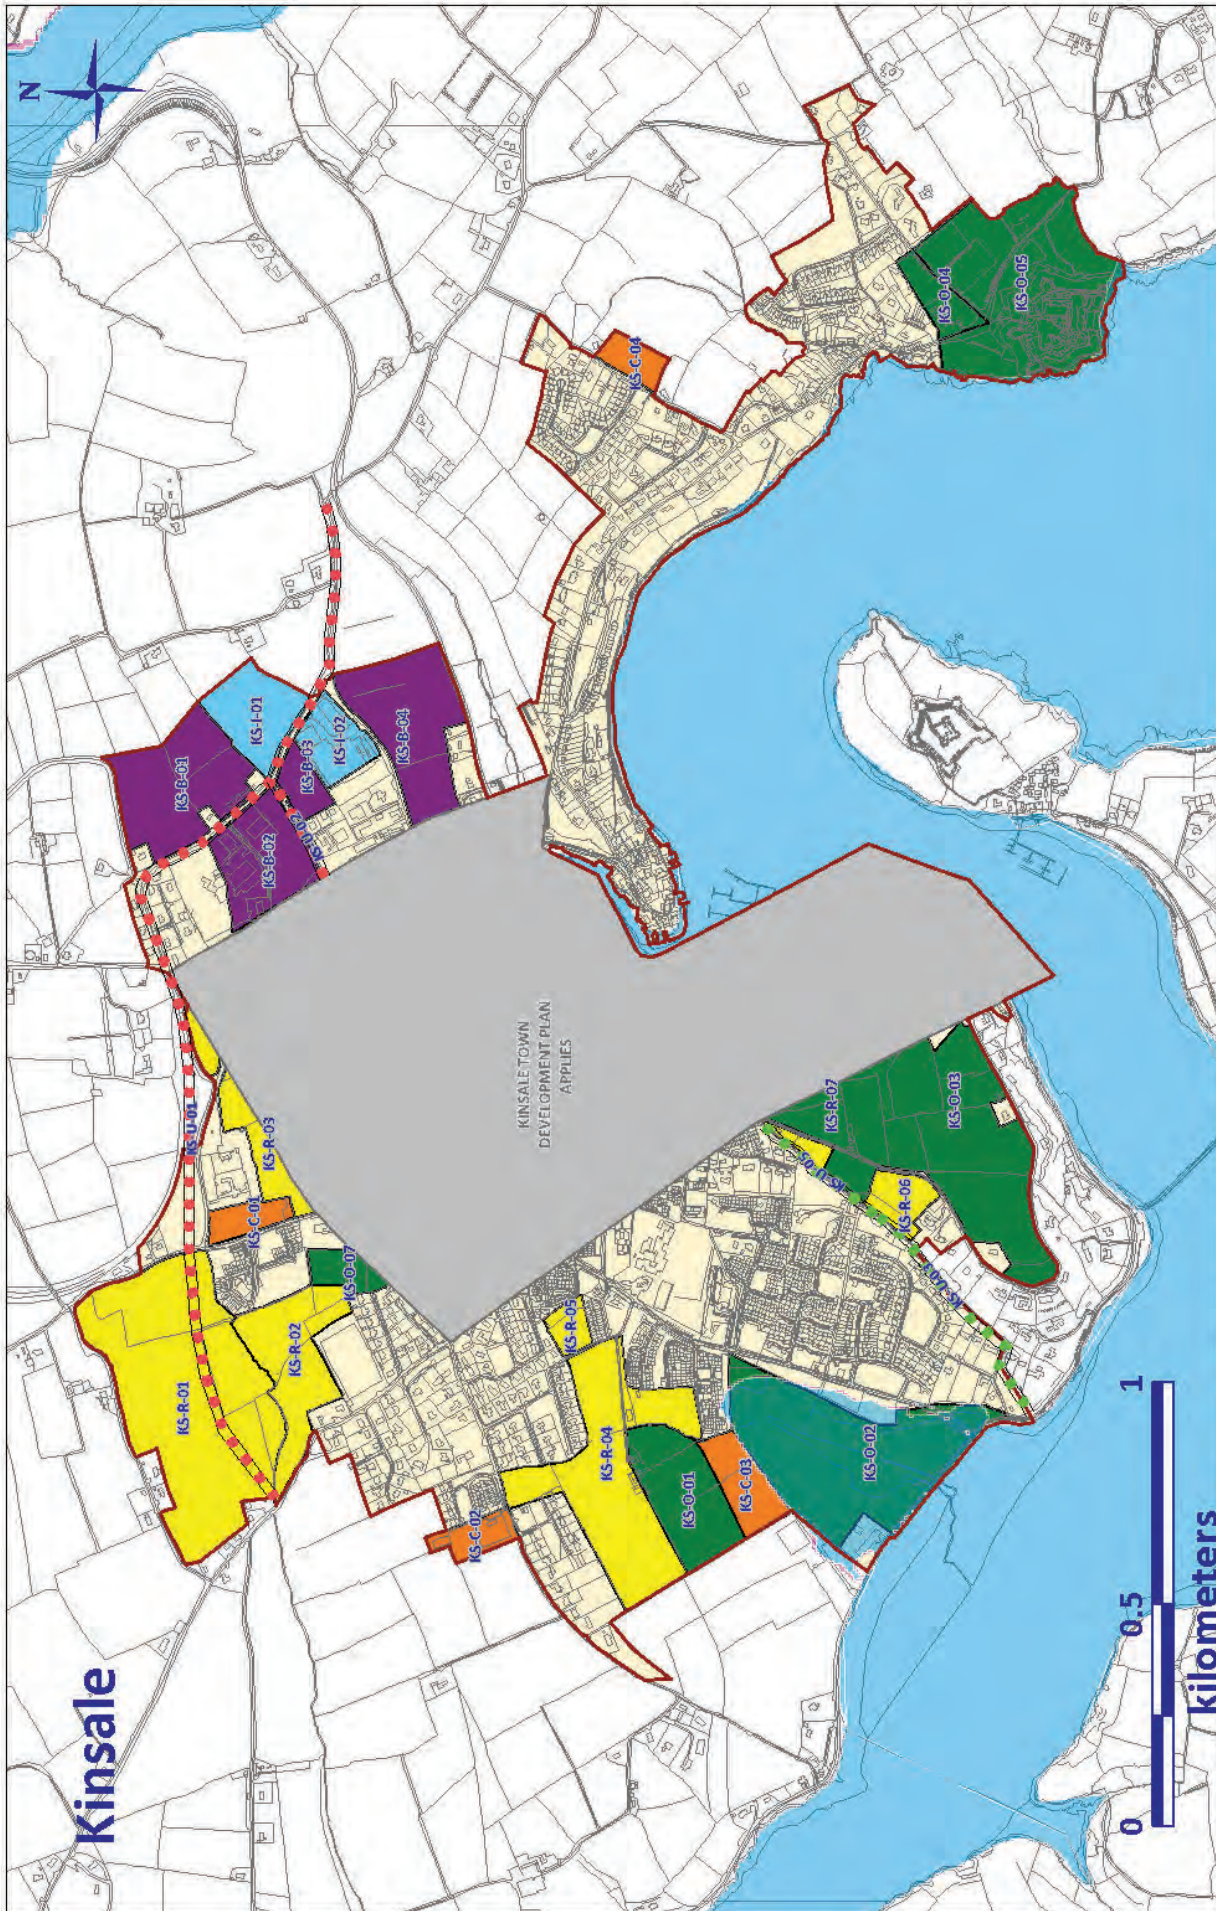 Kinsale
N
KS-R-01
KS-R-02
KS-U-01
KS-C-01
KS-R-03
KS-O-07
KS-B-01
KS-B-02
KS-U-02
KS-B-03
KS-I-01
KS-I-02
KS-B-04
KS-C-02
KS-R-04
KS-R-05
KS-O-01
KS-C-03
KS-O-02
KINSALE TOWN
DEVELOPMENT PLAN
APPLIES
KS-C-04
KS-U-05
KS-R-07
KS-R-06
KS-U-03
KS-O-03
KS-O-04
KS-O-05
0
0.5
1
kilometers